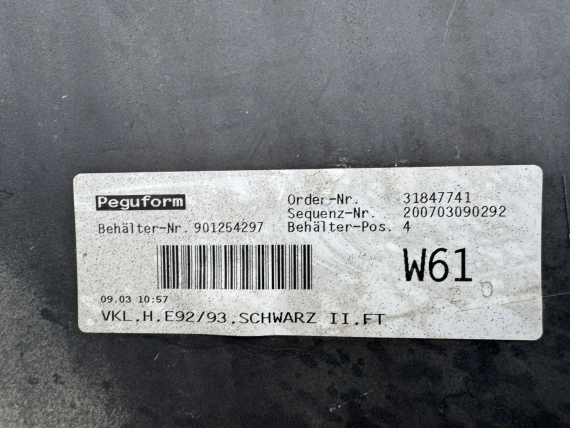 Peguform
Order-Nr. 31847741
Sequenz-Nr. 200703090292
Behälter-Nr. 901254297 Behälter-Pos. 4
W61
09.03 10:57
VKL.H.E92/93.SCHWARZ II.FT